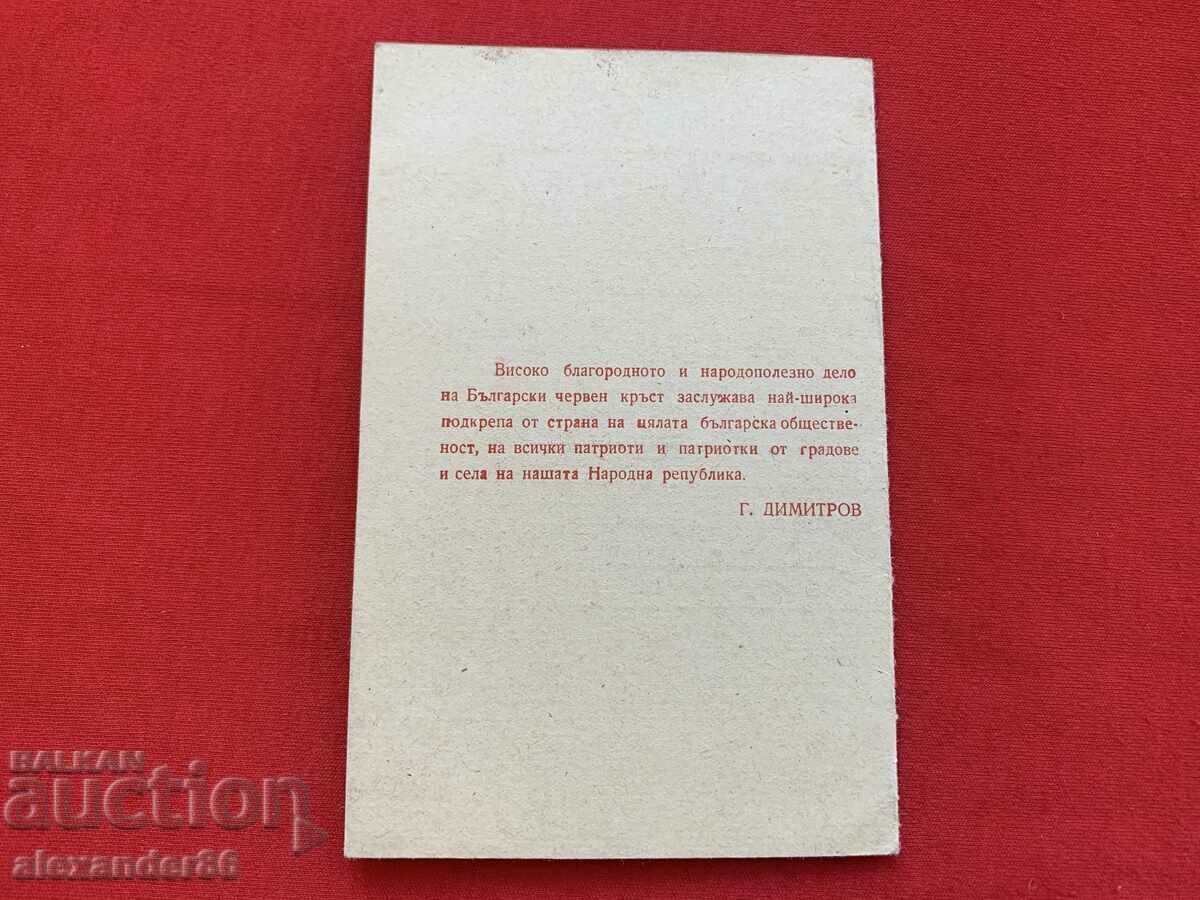 Високо благородното и народополезно дело
на Български червен кръст заслужава най-широка
подкрепа от страна на цялата българска обществе-
ност, на всички патриоти и патриотки от градове
и села на нашата Народна република.
Г. ДИМИТРОВ
BALKAN
auction
alexander86